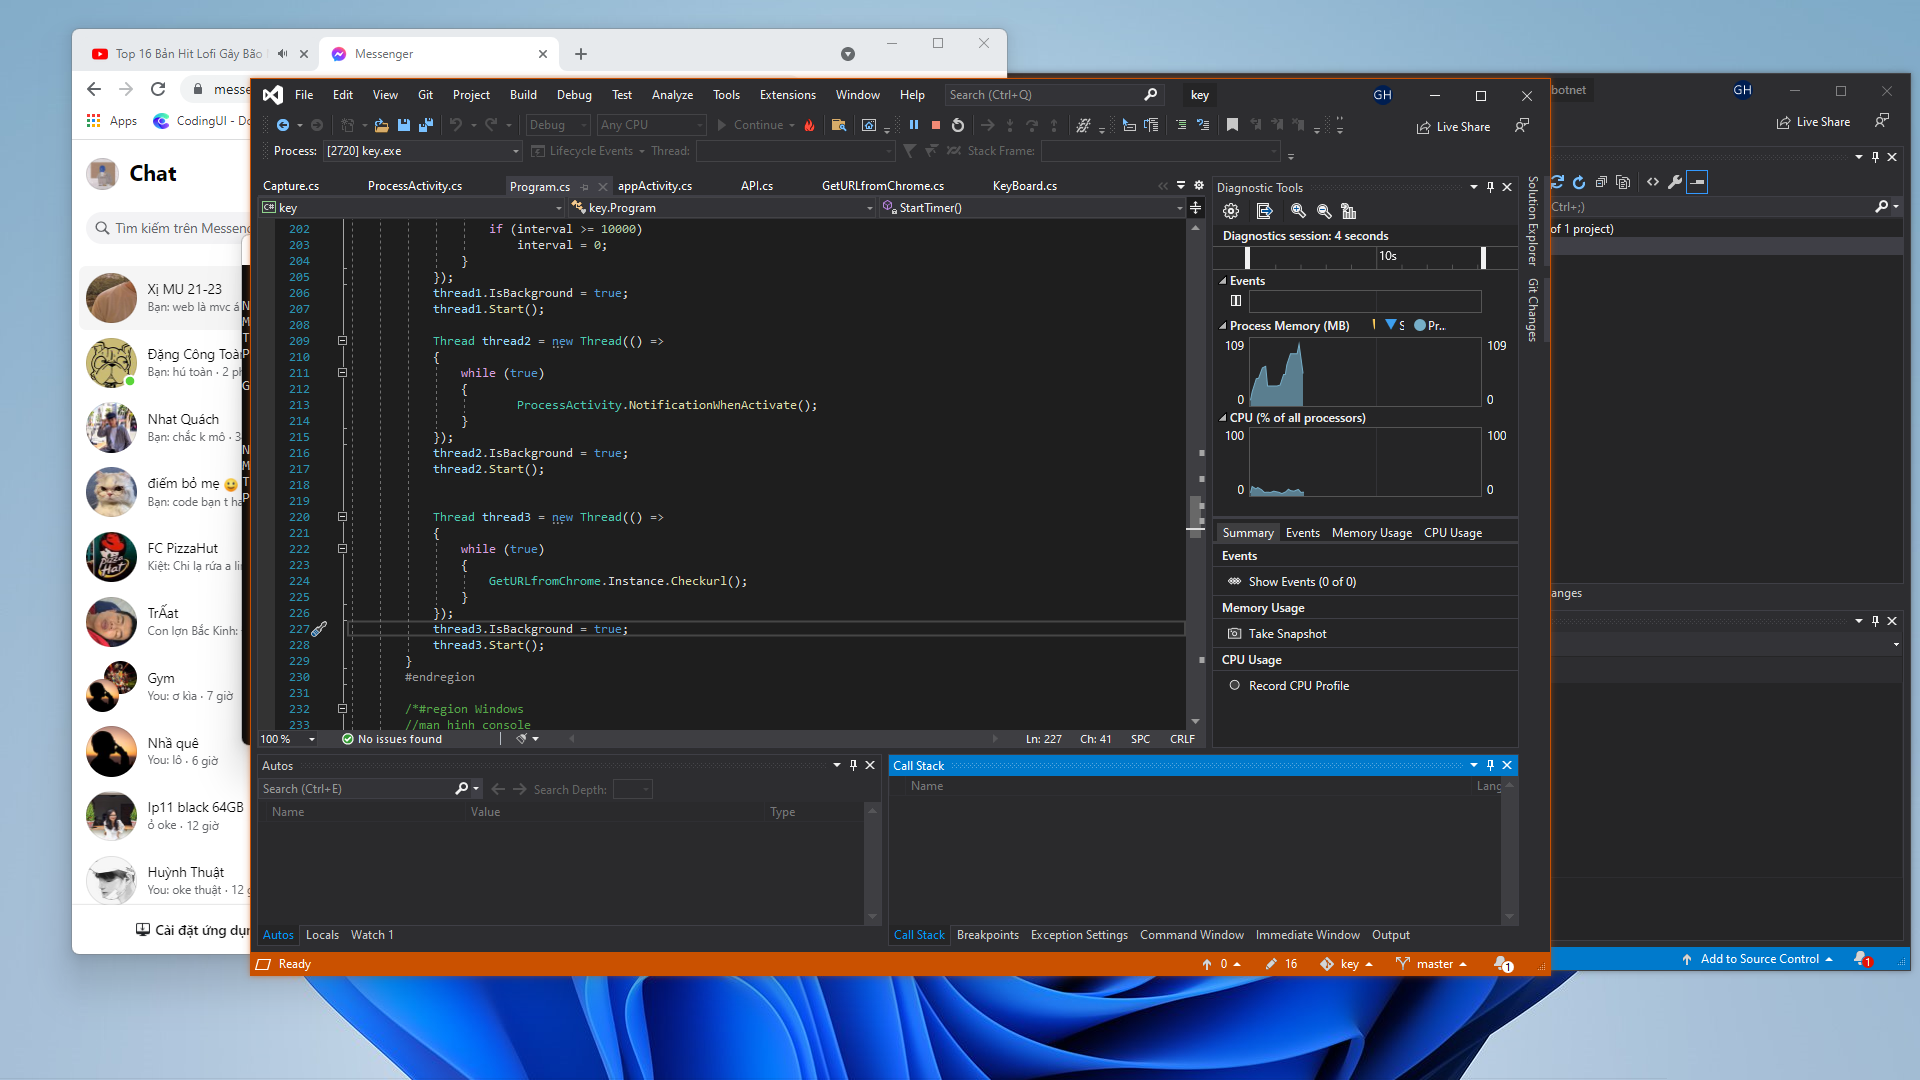 Top 16 Bản Hit Lofi Gây Bão
Messenger
messe
Apps
CodingUI - Do
Chat
Tìm kiếm trên Messeng
Xị MU 21-23
Bạn: web là mvc á
Đặng Công Toàn
Bạn: hú toàn · 2 ph
Nhat Quách
Bạn: chắc k mô · 3
điếm bỏ mẹ 😀
Bạn: code bạn t hả
FC PizzaHut
Kiệt: Chi lạ rứa a lin
TrẤat
Con lợn Bắc Kinh:
Gym
You: ơ kìa · 7 giờ
Nhầ quê
You: lô · 6 giờ
Ip11 black 64GB
ỏ oke · 12 giờ
Huỳnh Thuật
You: oke thuật · 12 g
Cài đặt ứng dụn
N
M
T
P
G
N
M
T
P
File Edit View Git Project Build Debug Test Analyze Tools Extensions Window Help Search (Ctrl+Q) key GH
Debug Any CPU Continue Live Share
Process: [2720] key.exe Lifecycle Events Thread: Stack Frame:
Capture.cs ProcessActivity.cs Program.cs appActivity.cs API.cs GetURLfromChrome.cs KeyBoard.cs
C# key key.Program StartTimer()
202 if (interval >= 10000)
203 interval = 0;
204 }
205 });
206 thread1.IsBackground = true;
207 thread1.Start();
208
209 Thread thread2 = new Thread(() =>
210 {
211 while (true)
212 {
213 ProcessActivity.NotificationWhenActivate();
214 }
215 });
216 thread2.IsBackground = true;
217 thread2.Start();
218
219
220 Thread thread3 = new Thread(() =>
221 {
222 while (true)
223 {
224 GetURLfromChrome.Instance.Checkurl();
225 }
226 });
227 thread3.IsBackground = true;
228 thread3.Start();
229 }
230 #endregion
231
232 /*#region Windows
233 //man hinh console
100 % No issues found Ln: 227 Ch: 41 SPC CRLF
Diagnostic Tools
Diagnostics session: 4 seconds
10s
Events
Process Memory (MB) S Pr...
109 109
0 0
CPU (% of all processors)
100 100
0 0
Summary Events Memory Usage CPU Usage
Events
Show Events (0 of 0)
Memory Usage
Take Snapshot
CPU Usage
Record CPU Profile
Solution Explorer
Git Changes
Autos
Search (Ctrl+E) Search Depth:
Name Value Type
Autos Locals Watch 1
Call Stack
Name Lang
Call Stack Breakpoints Exception Settings Command Window Immediate Window Output
Ready 0 16 key master 1
botnet GH
Live Share
Ctrl+;)
of 1 project)
anges
Add to Source Control 1